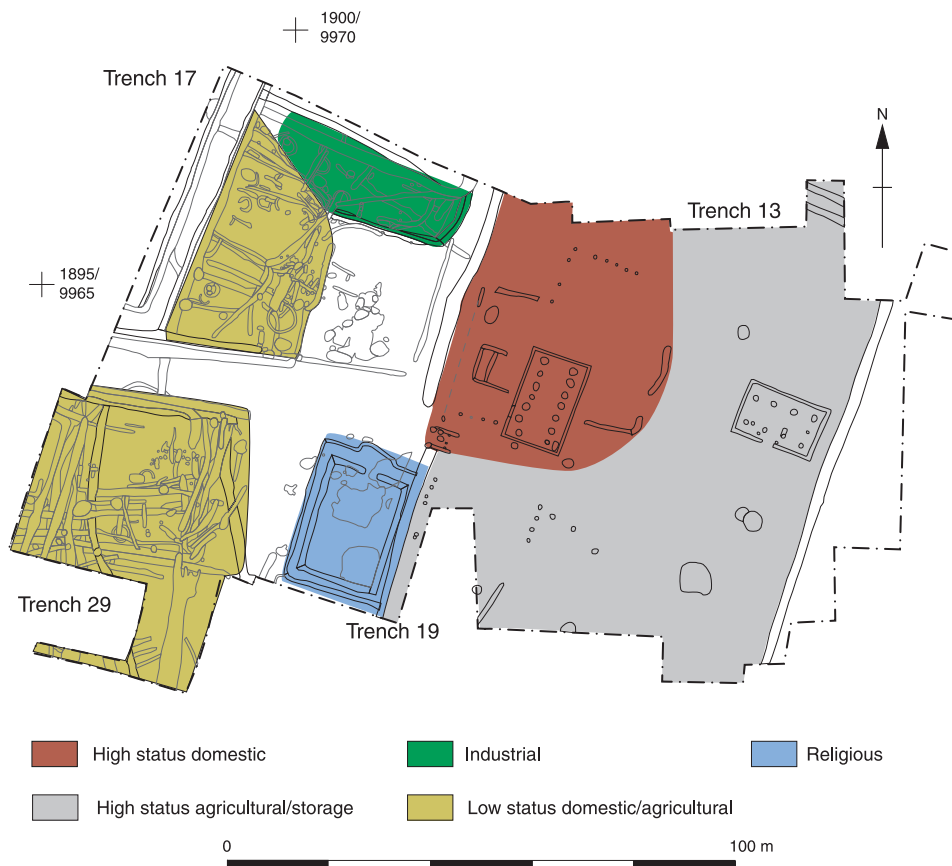 1900/
9970
Trench 17
N
Trench 13
1895/
9965
Trench 29
Trench 19
High status domestic
Industrial
Religious
High status agricultural/storage
Low status domestic/agricultural
0
100 m